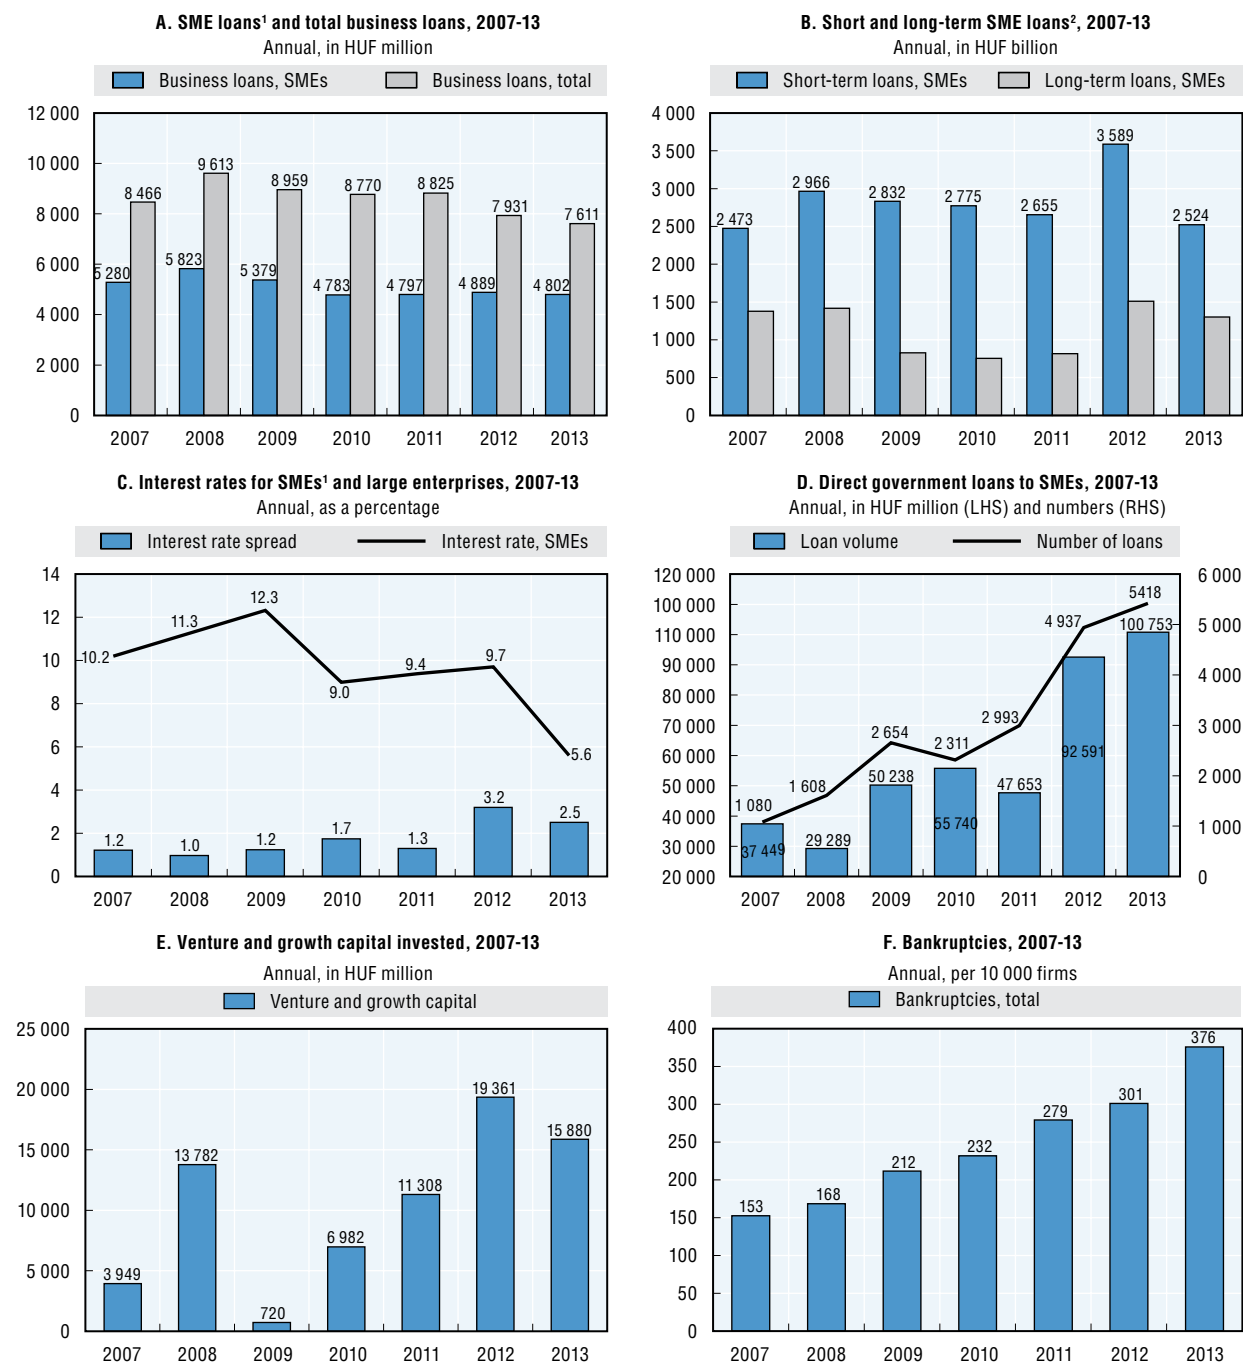 A. SME loans¹ and total business loans, 2007-13
Annual, in HUF million
Business loans, SMEs Business loans, total
12 000
10 000
8 000
6 000
4 000
2 000
0
8 466 9 613 8 959 8 770 8 825 7 931 7 611
5 280 5 823 5 379 4 783 4 797 4 889 4 802
2007 2008 2009 2010 2011 2012 2013
B. Short and long-term SME loans², 2007-13
Annual, in HUF billion
Short-term loans, SMEs Long-term loans, SMEs
4 000
3 500
3 000
2 500
2 000
1 500
1 000
500
0
2 473 2 966 2 832 2 775 2 655 3 589 2 524
2007 2008 2009 2010 2011 2012 2013
C. Interest rates for SMEs¹ and large enterprises, 2007-13
Annual, as a percentage
Interest rate spread Interest rate, SMEs
14
12
10
8
6
4
2
0
10.2 11.3 12.3 9.0 9.4 9.7 5.6
1.2 1.0 1.2 1.7 1.3 3.2 2.5
2007 2008 2009 2010 2011 2012 2013
D. Direct government loans to SMEs, 2007-13
Annual, in HUF million (LHS) and numbers (RHS)
Loan volume Number of loans
120 000
100 000
110 000
90 000
80 000
70 000
60 000
50 000
40 000
30 000
20 000
1 080 1 608 2 654 2 311 2 993 4 937 5418
37 449 29 289 50 238 55 740 47 653 92 591 100 753
6 000
5 000
4 000
3 000
2 000
1 000
0
2007 2008 2009 2010 2011 2012 2013
E. Venture and growth capital invested, 2007-13
Annual, in HUF million
Venture and growth capital
25 000
20 000
15 000
10 000
5 000
0
3 949 13 782 720 6 982 11 308 19 361 15 880
2007 2008 2009 2010 2011 2012 2013
F. Bankruptcies, 2007-13
Annual, per 10 000 firms
Bankruptcies, total
400
350
300
250
200
150
100
50
0
153 168 212 232 279 301 376
2007 2008 2009 2010 2011 2012 2013